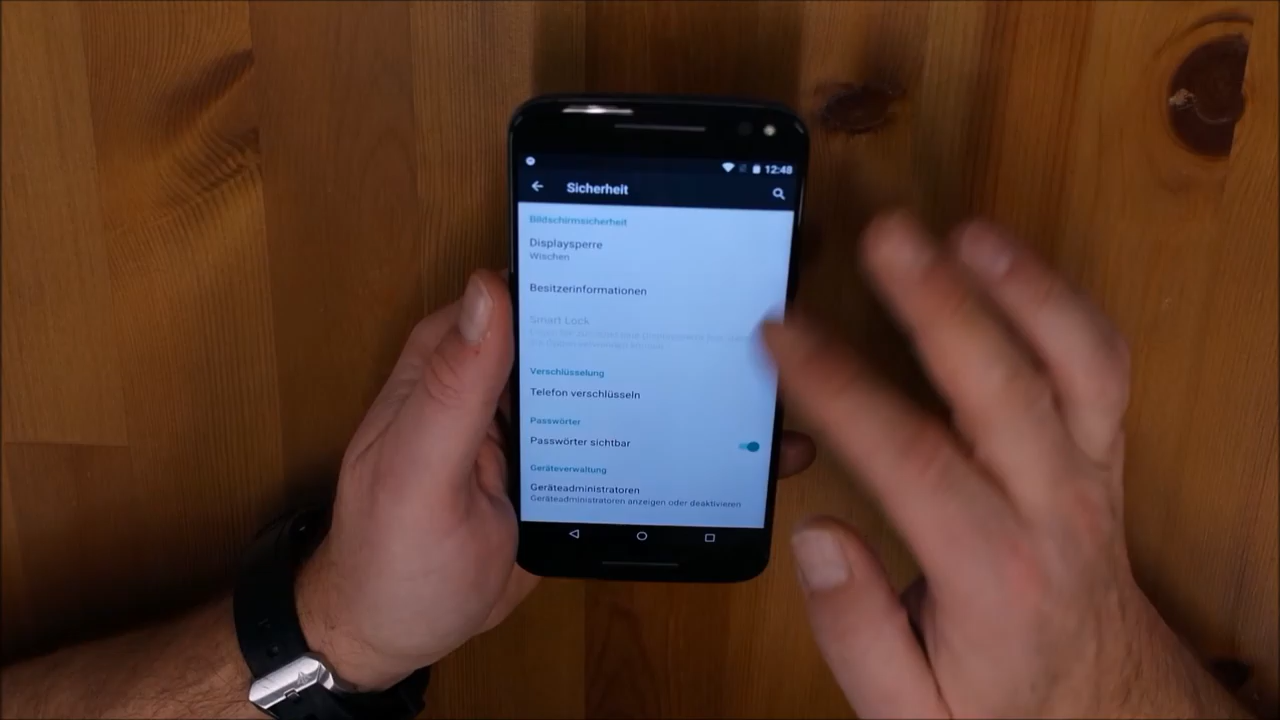 12:48
Sicherheit
Bildschirmsicherheit
Displaysperre
Wischen
Besitzerinformationen
Smart Lock
Verschlüsselung
Telefon verschlüsseln
Passwörter
Passwörter sichtbar
Geräteverwaltung
Geräteadministratoren
Geräteadministratoren anzeigen oder deaktivieren